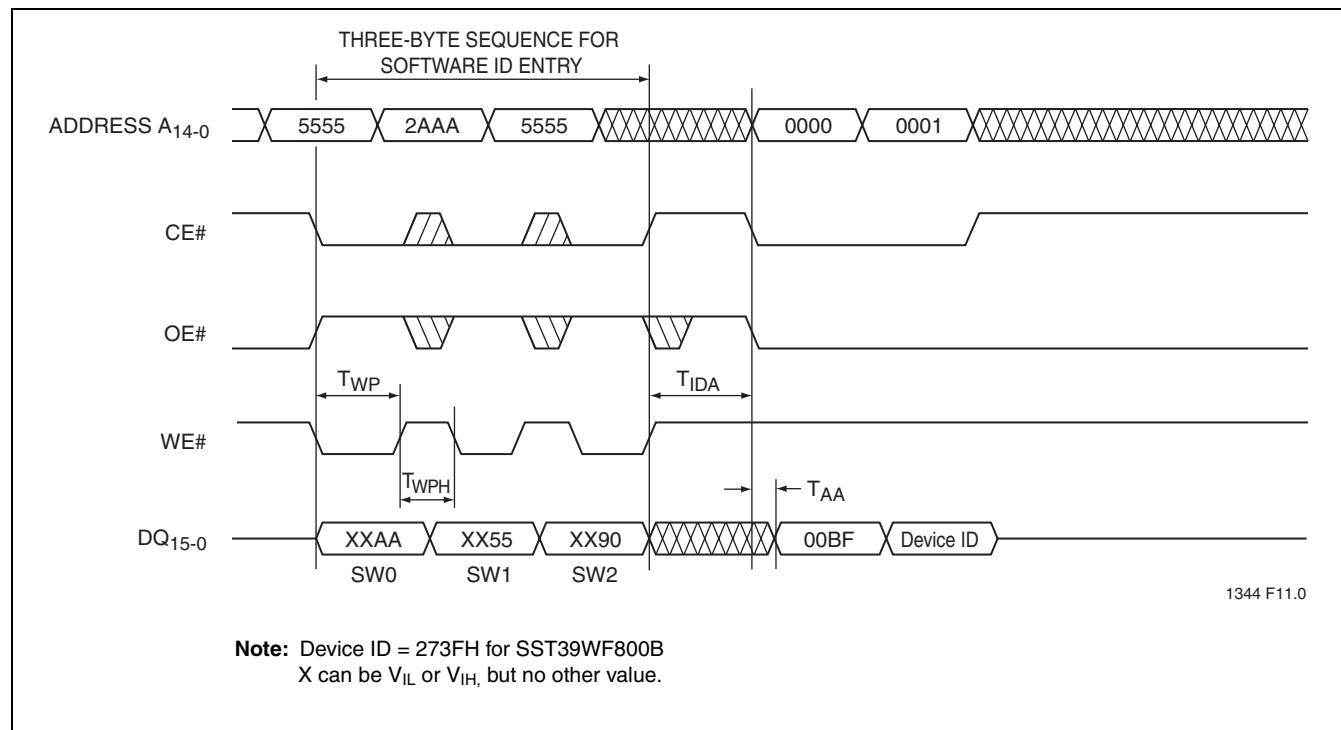 THREE-BYTE SEQUENCE FOR
SOFTWARE ID ENTRY
ADDRESS A14-0
5555 2AAA 5555 0000 0001
CE#
OE#
TWP TIDA
WE#
TWPH TAA
DQ15-0 XXAA XX55 XX90 00BF Device ID
SW0 SW1 SW2
1344 F11.0
Note: Device ID = 273FH for SST39WF800B
X can be VIL or VIH, but no other value.